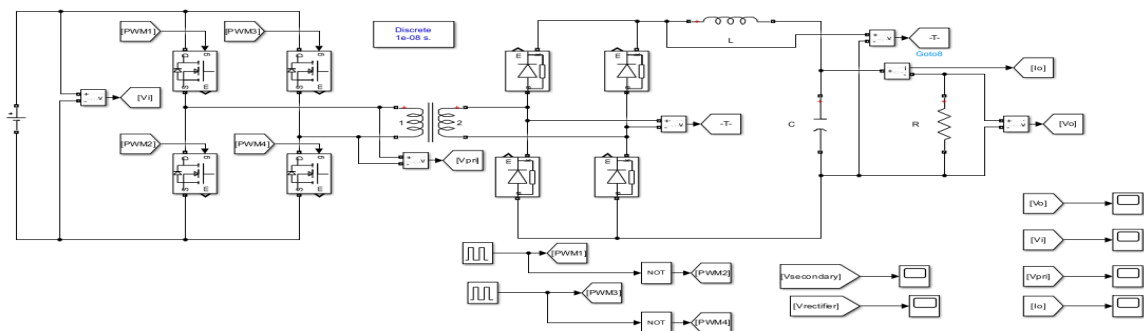 [PWM1]
[PWM3]
Discrete
1e-08 s.
L
-T-
Goto8
[Io]
[Vi]
1
2
-T-
C
R
[Vo]
[PWM2]
[PWM4]
[Vpri]
[Vo]
[Vi]
[PWM1]
NOT
[PWM2]
[Vsecondary]
[Vpri]
[PWM3]
[Vrectifier]
[Io]
NOT
[PWM4]